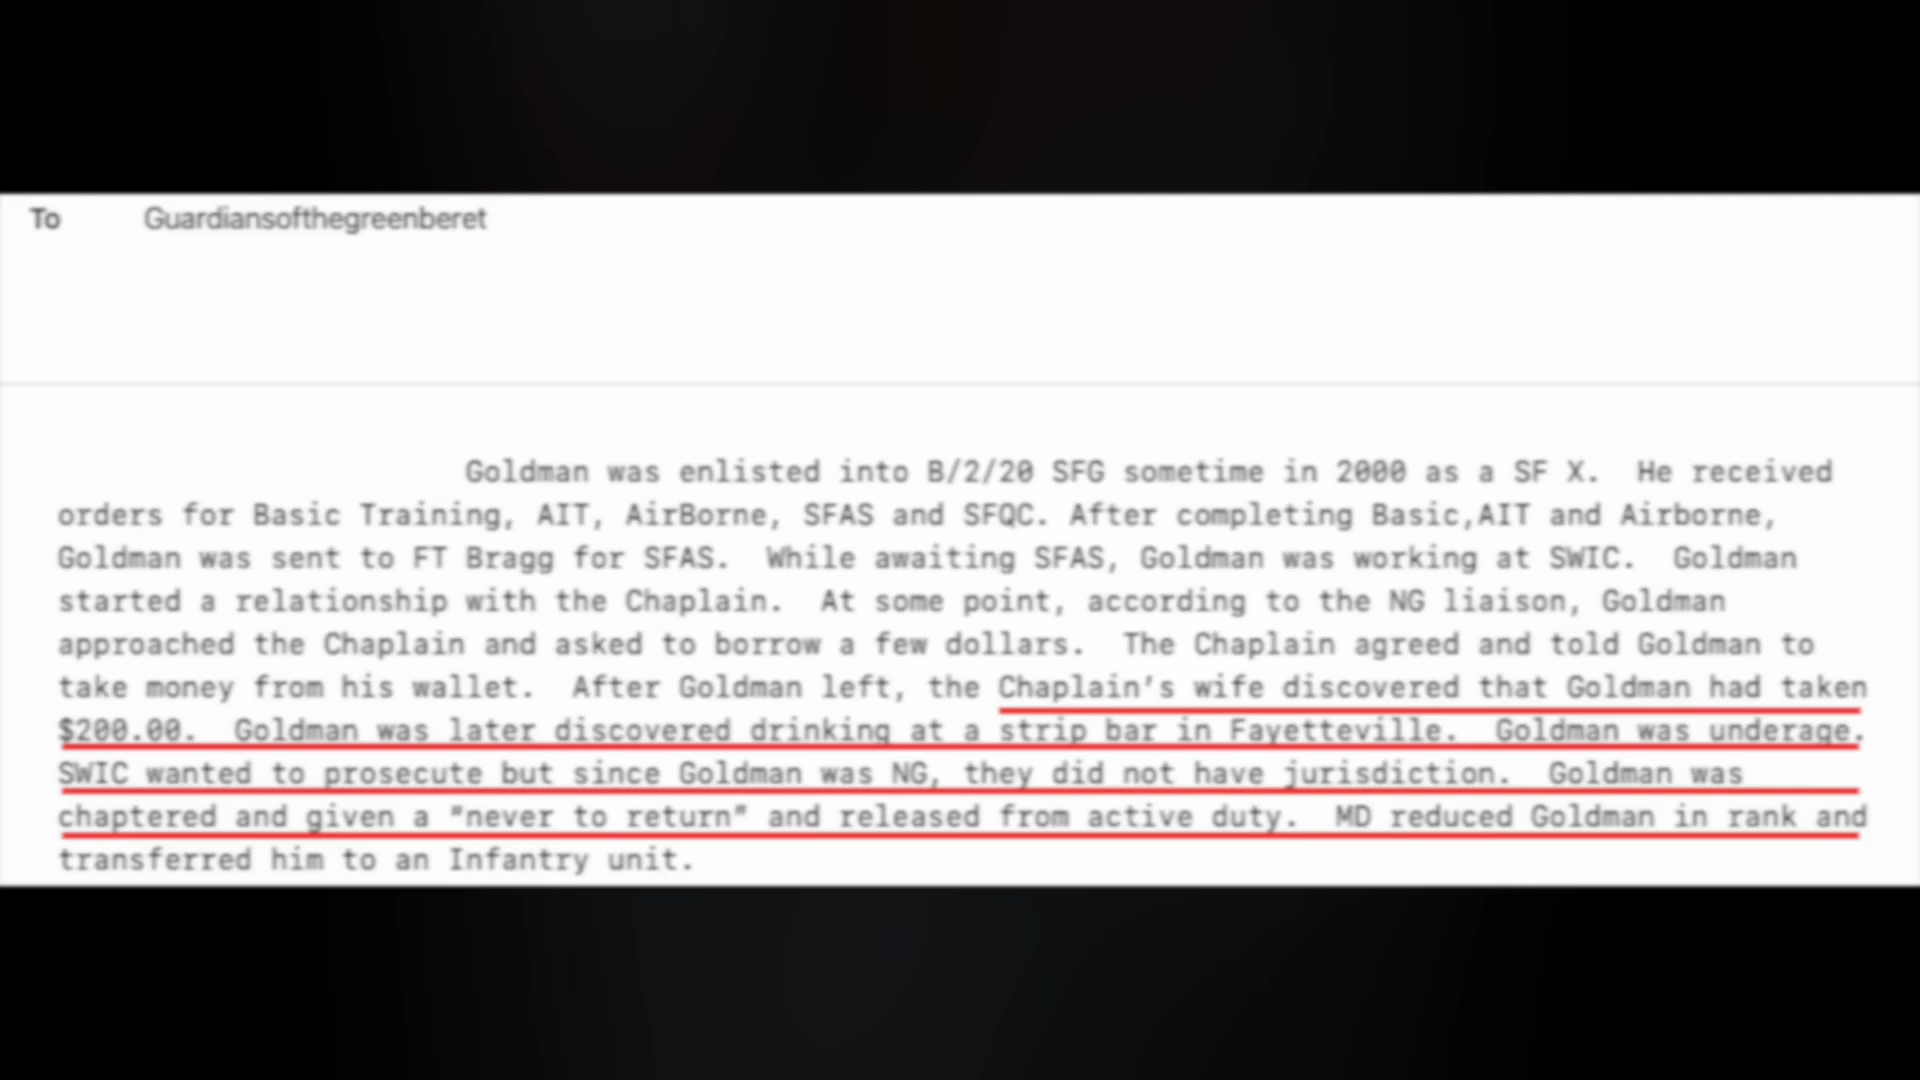 To Guardiansofthegreenberet
Goldman was enlisted into B/2/20 SFG sometime in 2000 as a SF X. He received
orders for Basic Training, AIT, AirBorne, SFAS and SFQC. After completing Basic,AIT and Airborne,
Goldman was sent to FT Bragg for SFAS. While awaiting SFAS, Goldman was working at SWIC. Goldman
started a relationship with the Chaplain. At some point, according to the NG liaison, Goldman
approached the Chaplain and asked to borrow a few dollars. The Chaplain agreed and told Goldman to
take money from his wallet. After Goldman left, the Chaplain’s wife discovered that Goldman had taken
$200.00. Goldman was later discovered drinking at a strip bar in Fayetteville. Goldman was underage.
SWIC wanted to prosecute but since Goldman was NG, they did not have jurisdiction. Goldman was
chaptered and given a "never to return" and released from active duty. MD reduced Goldman in rank and
transferred him to an Infantry unit.